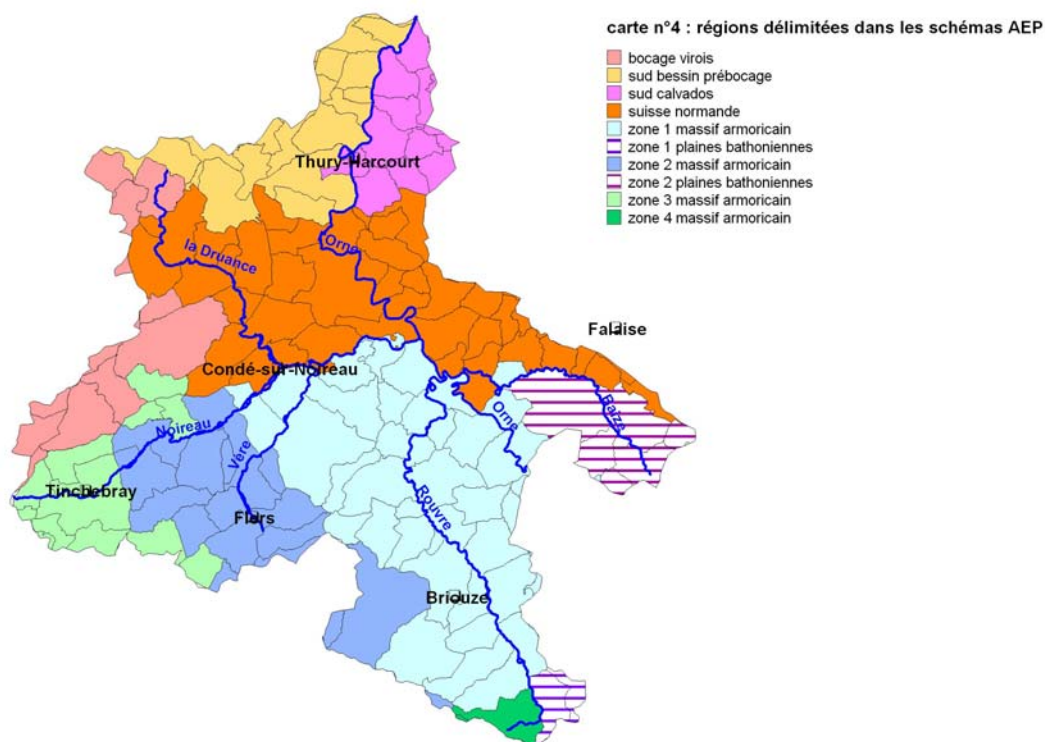 carte n°4 : régions délimitées dans les schémas AEP
bocage virois
sud bessin prébocage
sud calvados
suisse normande
zone 1 massif armoricain
zone 1 plaines bathoniennes
zone 2 massif armoricain
zone 2 plaines bathoniennes
zone 3 massif armoricain
zone 4 massif armoricain
Thury-Harcourt
Orne
la Druance
Falaise
Condé-sur-Noireau
Baize
Orne
Noireau
Vère
Tinchebray
Rouvre
Flers
Briouze